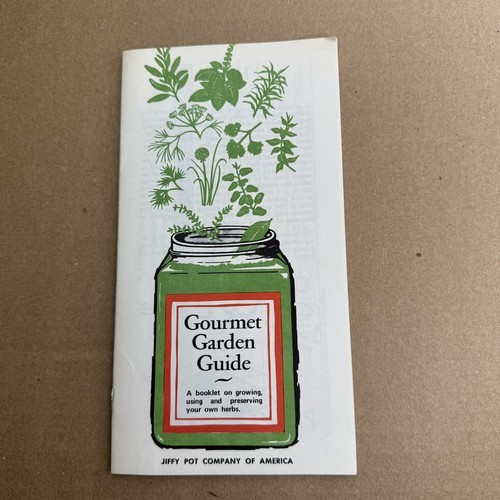 Gourmet
Garden
Guide
A booklet on growing,
using and preserving
your own herbs.
JIFFY POT COMPANY OF AMERICA